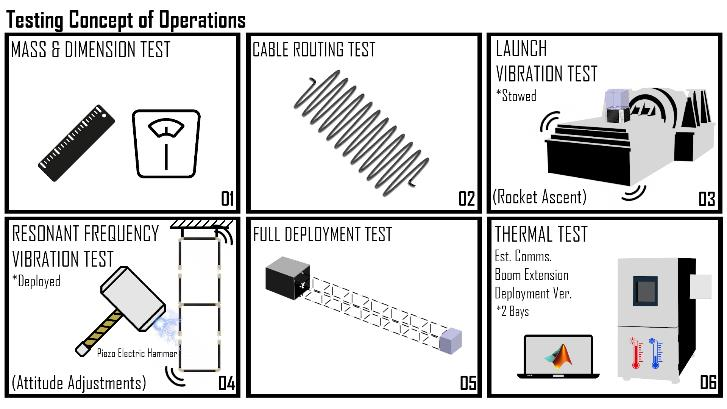 Testing Concept of Operations
MASS & DIMENSION TEST
01
CABLE ROUTING TEST
02
LAUNCH
VIBRATION TEST
*Stowed
(Rocket Ascent)
03
RESONANT FREQUENCY
VIBRATION TEST
*Deployed
Piezo Electric Hammer
(Attitude Adjustments)
04
FULL DEPLOYMENT TEST
05
THERMAL TEST
Est. Comms.
Boom Extension
Deployment Ver.
*2 Bays
06